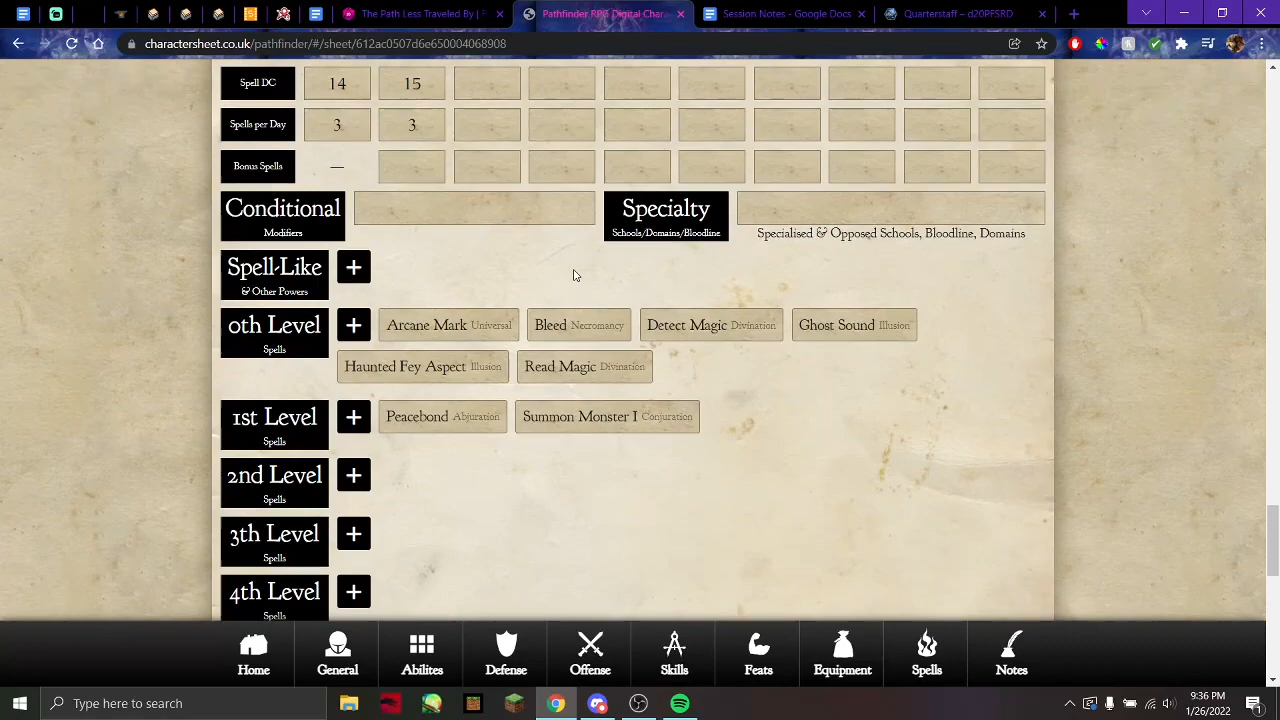 The Path Less Traveled By | F
Pathfinder RPG Digital Char
Session Notes - Google Docs
Quarterstaff – d20PFSRD
charactersheet.co.uk/pathfinder/#/sheet/612ac0507d6e650004068908
Spell DC 14 15
Spells per Day 3 3
Bonus Spells —
Conditional
Modifiers
Specialty
Schools/Domains/Bloodline
Specialised & Opposed Schools, Bloodline, Domains
Spell-Like
& Other Powers
+
0th Level
Spells
+
Arcane Mark Universal
Bleed Necromancy
Detect Magic Divination
Ghost Sound Illusion
Haunted Fey Aspect Illusion
Read Magic Divination
1st Level
Spells
+
Peacebond Abjuration
Summon Monster I Conjuration
2nd Level
Spells
+
3th Level
Spells
+
4th Level
Spells
+
Home
General
Abilites
Defense
Offense
Skills
Feats
Equipment
Spells
Notes
Type here to search
9:36 PM
1/26/2022